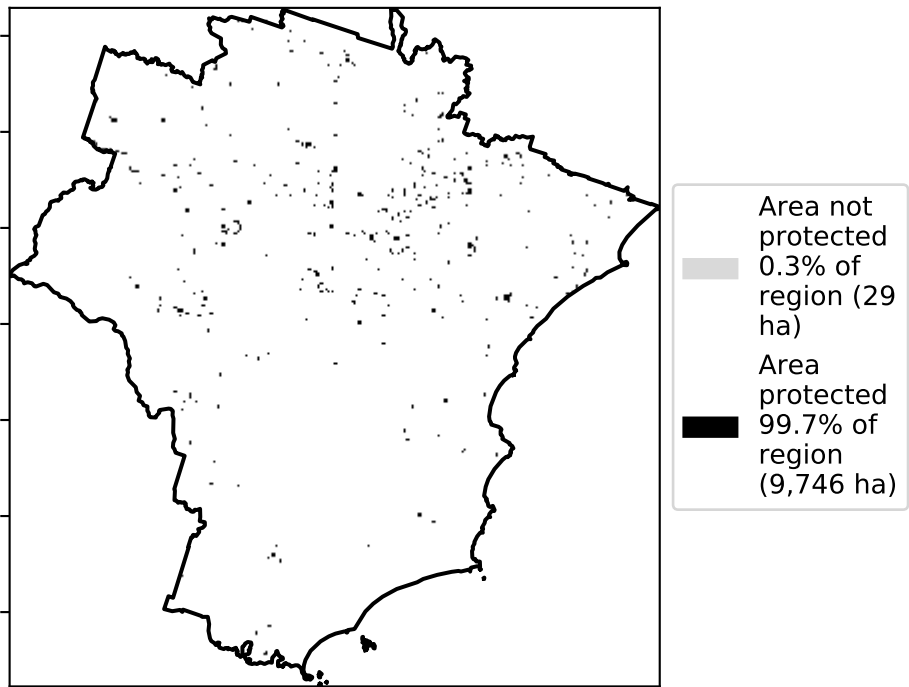 Area not
protected
0.3% of
region (29
ha)
Area
protected
99.7% of
region
(9,746 ha)